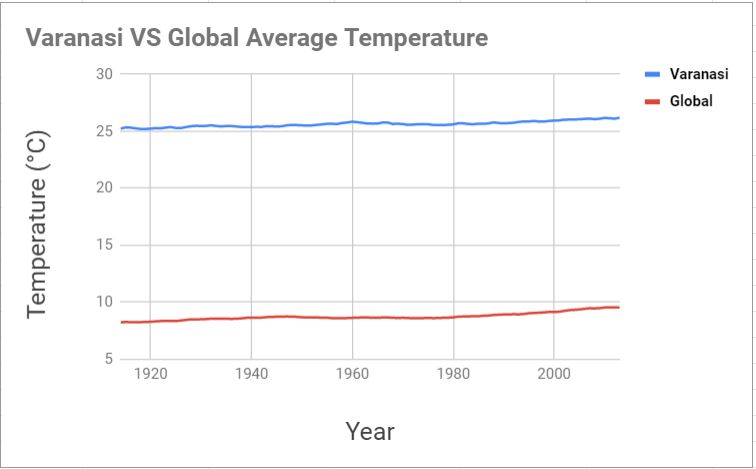 Varanasi VS Global Average Temperature
Varanasi
Global
Temperature (°C)
30
25
20
15
10
5
1920 1940 1960 1980 2000
Year